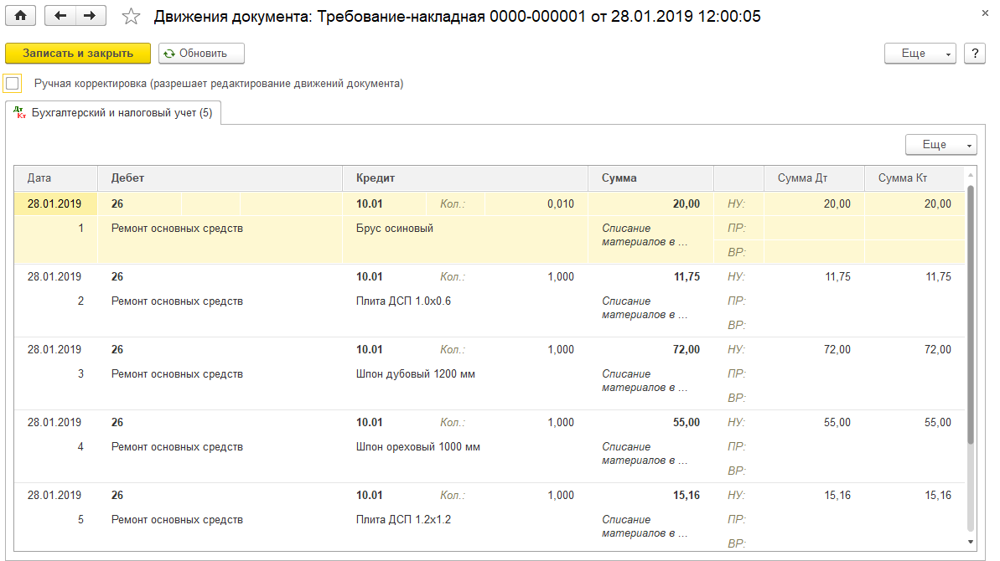 Движения документа: Требование-накладная 0000-000001 от 28.01.2019 12:00:05
×
Записать и закрыть Обновить Еще ?
Ручная корректировка (разрешает редактирование движений документа)
Дт Кт Бухгалтерский и налоговый учет (5)
Еще
Дата Дебет Кредит Сумма Сумма Дт Сумма Кт
28.01.2019 26 10.01 Кол.: 0,010 20,00 НУ: 20,00 20,00
1 Ремонт основных средств Брус осиновый Списание ПР:
материалов в ...
ВР:
28.01.2019 26 10.01 Кол.: 1,000 11,75 НУ: 11,75 11,75
2 Ремонт основных средств Плита ДСП 1.0х0.6 Списание ПР:
материалов в ...
ВР:
28.01.2019 26 10.01 Кол.: 1,000 72,00 НУ: 72,00 72,00
3 Ремонт основных средств Шпон дубовый 1200 мм Списание ПР:
материалов в ...
ВР:
28.01.2019 26 10.01 Кол.: 1,000 55,00 НУ: 55,00 55,00
4 Ремонт основных средств Шпон ореховый 1000 мм Списание ПР:
материалов в ...
ВР:
28.01.2019 26 10.01 Кол.: 1,000 15,16 НУ: 15,16 15,16
5 Ремонт основных средств Плита ДСП 1.2х1.2 Списание ПР:
материалов в ...
ВР: